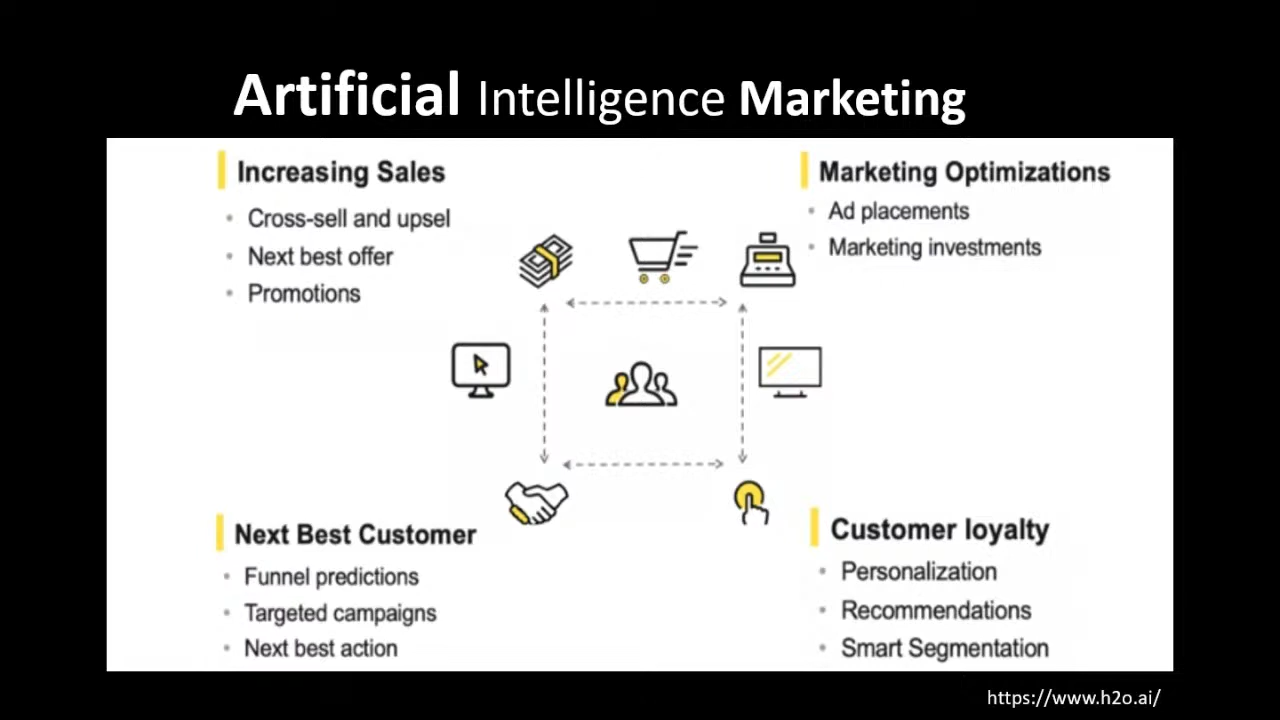 Artificial Intelligence Marketing
Increasing Sales
• Cross-sell and upsel
• Next best offer
• Promotions
Marketing Optimizations
• Ad placements
• Marketing investments
Next Best Customer
• Funnel predictions
• Targeted campaigns
• Next best action
Customer loyalty
• Personalization
• Recommendations
• Smart Segmentation
https://www.h2o.ai/